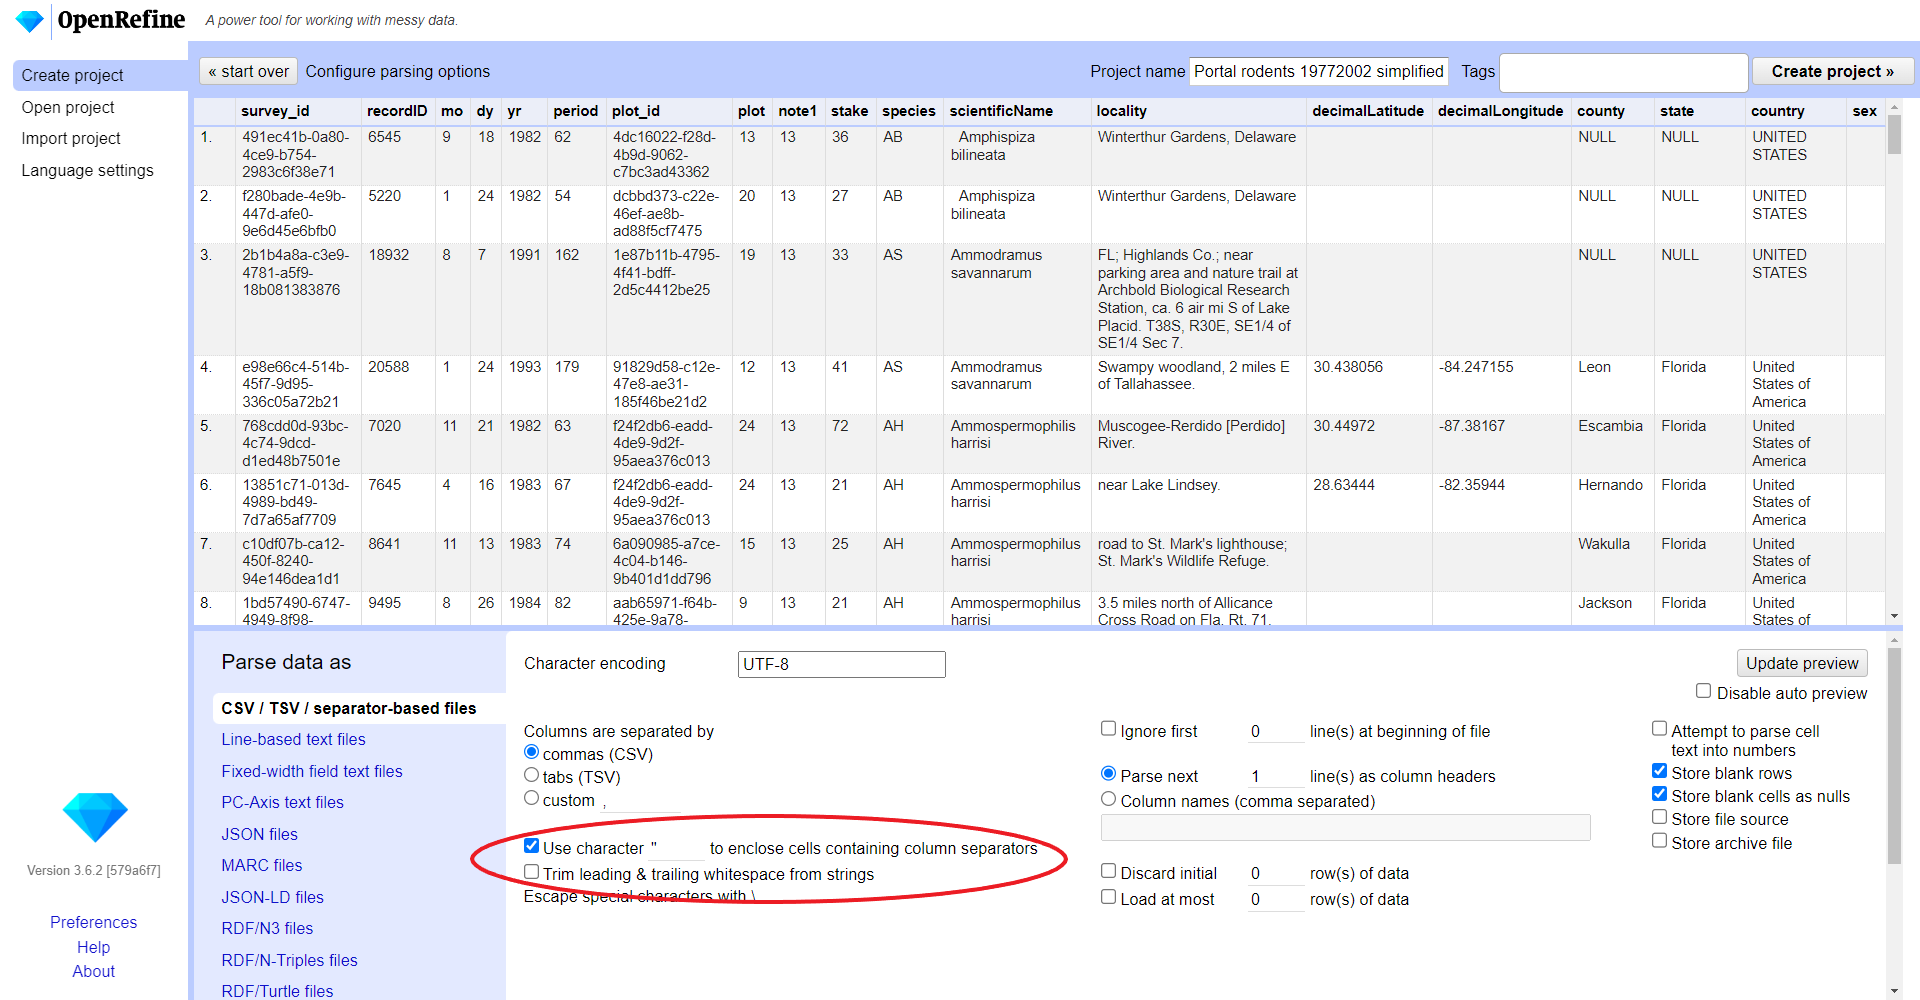 OpenRefine A power tool for working with messy data.
Create project
Open project
Import project
Language settings
« start over Configure parsing options Project name Portal rodents 19772002 simplified Tags Create project »
survey_id recordID mo dy yr period plot_id plot note1 stake species scientificName locality decimalLatitude decimalLongitude county state country sex
1. 491ec41b-0a80- 6545 9 18 1982 62 4dc16022-f28d- 13 13 36 AB Amphispiza Winterthur Gardens, Delaware NULL NULL UNITED
4ce9-b754- 4b9d-9062- bilineata STATES
2983c6f38e71 c7bc3ad43362
2. f280bade-4e9b- 5220 1 24 1982 54 dcbbd373-c22e- 20 13 27 AB Amphispiza Winterthur Gardens, Delaware NULL NULL UNITED
447d-afe0- 46ef-ae8b- bilineata STATES
9e6d45e6bfb0 ad88f5cf7475
3. 2b1b4a8a-c3e9- 18932 8 7 1991 162 1e87b11b-4795- 19 13 33 AS Ammodramus FL; Highlands Co.; near NULL NULL UNITED
4781-a5f9- 4f41-bdff- savannarum parking area and nature trail at STATES
18b081383876 2d5c4412be25 Archbold Biological Research
Station, ca. 6 air mi S of Lake
Placid. T38S, R30E, SE1/4 of
SE1/4 Sec 7.
4. e98e66c4-514b- 20588 1 24 1993 179 91829d58-c12e- 12 13 41 AS Ammodramus Swampy woodland, 2 miles E 30.438056 -84.247155 Leon Florida United
45f7-9d95- 47e8-ae31- savannarum of Tallahassee. States of
336c05a72b21 185f46be21d2 America
5. 768cdd0d-93bc- 7020 11 21 1982 63 f24f2db6-eadd- 24 13 72 AH Ammospermophilis Muscogee-Rerdido [Perdido] 30.44972 -87.38167 Escambia Florida United
4c74-9dcd- 4de9-9d2f- harrisi River. States of
d1ed48b7501e 95aea376c013 America
6. 13851c71-013d- 7645 4 16 1983 67 f24f2db6-eadd- 24 13 21 AH Ammospermophilus near Lake Lindsey. 28.63444 -82.35944 Hernando Florida United
4989-bd49- 4de9-9d2f- harrisi States of
7d7a65af7709 95aea376c013 America
7. c10df07b-ca12- 8641 11 13 1983 74 6a090985-a7ce- 15 13 25 AH Ammospermophilus road to St. Mark's lighthouse; Wakulla Florida United
450f-8240- 4c04-b146- harrisi St. Mark's Wildlife Refuge. States of
94e146dea1d1 9b401d1dd796 America
8. 1bd57490-6747- 9495 8 26 1984 82 aab65971-f64b- 9 13 21 AH Ammospermophilus 3.5 miles north of Allicance Jackson Florida United
4949-8f98- 425e-9a78- harrisi Cross Road on Fla. Rt. 71. States of
Parse data as
CSV / TSV / separator-based files
Line-based text files
Fixed-width field text files
PC-Axis text files
JSON files
MARC files
JSON-LD files
RDF/N3 files
RDF/N-Triples files
RDF/Turtle files
Character encoding UTF-8
Update preview
Disable auto preview
Columns are separated by
commas (CSV)
tabs (TSV)
custom ,
Use character " to enclose cells containing column separators
Trim leading & trailing whitespace from strings
Escape special characters with \
Ignore first 0 line(s) at beginning of file
Parse next 1 line(s) as column headers
Column names (comma separated)
Discard initial 0 row(s) of data
Load at most 0 row(s) of data
Attempt to parse cell
text into numbers
Store blank rows
Store blank cells as nulls
Store file source
Store archive file
Version 3.6.2 [579a6f7]
Preferences
Help
About